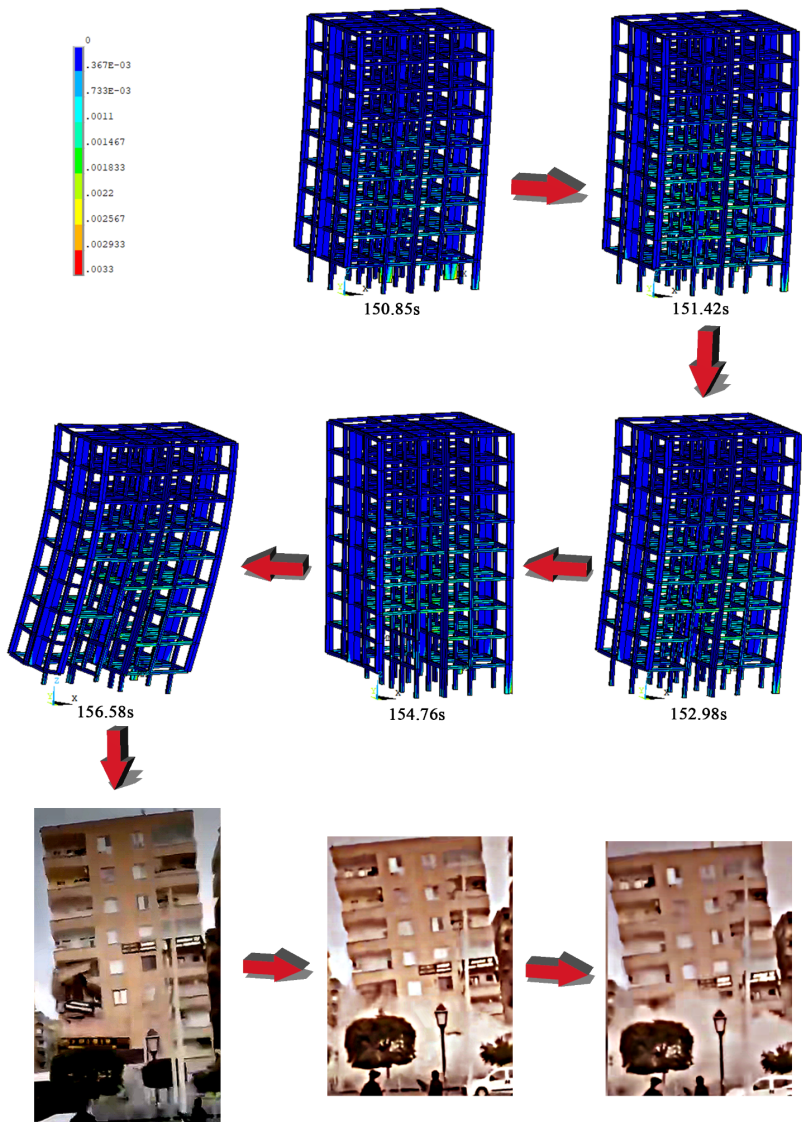 0
.367E-03
.733E-03
.0011
.001467
.001833
.0022
.002567
.002933
.0033
X
150.85s
X
151.42s
X
156.58s
X
154.76s
X
152.98s